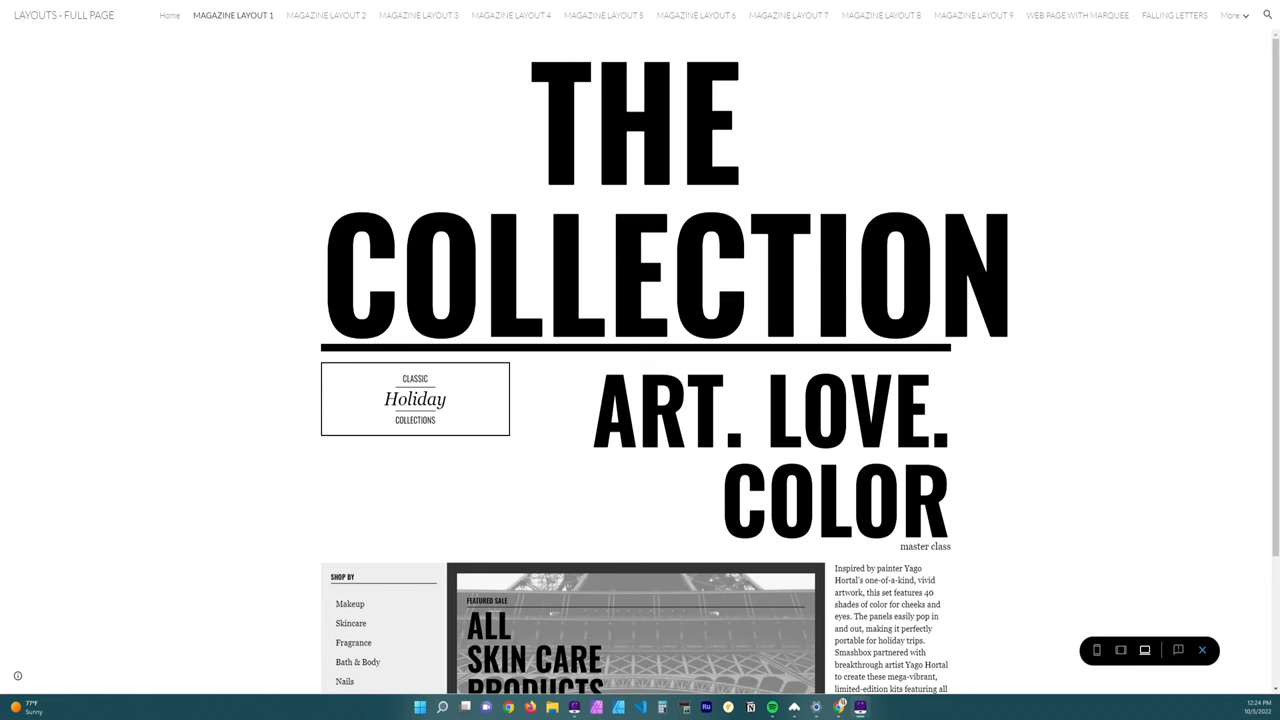 LAYOUTS - FULL PAGE
Home
MAGAZINE LAYOUT 1
MAGAZINE LAYOUT 2
MAGAZINE LAYOUT 3
MAGAZINE LAYOUT 4
MAGAZINE LAYOUT 5
MAGAZINE LAYOUT 6
MAGAZINE LAYOUT 7
MAGAZINE LAYOUT 8
MAGAZINE LAYOUT 9
WEB PAGE WITH MARQUEE
FALLING LETTERS
More
THE
COLLECTION
CLASSIC
Holiday
COLLECTIONS
ART. LOVE.
COLOR
master class
SHOP BY
Makeup
Skincare
Fragrance
Bath & Body
Nails
FEATURED SALE
ALL
SKIN CARE
PRODUCTS
Inspired by painter Yago
Hortal's one-of-a-kind, vivid
artwork, this set features 40
shades of color for cheeks and
eyes. The panels easily pop in
and out, making it perfectly
portable for holiday trips.
Smashbox partnered with
breakthrough artist Yago Hortal
to create these mega-vibrant,
limited-edition kits featuring all
77°F
Sunny
Ru
12:24 PM
10/5/2022